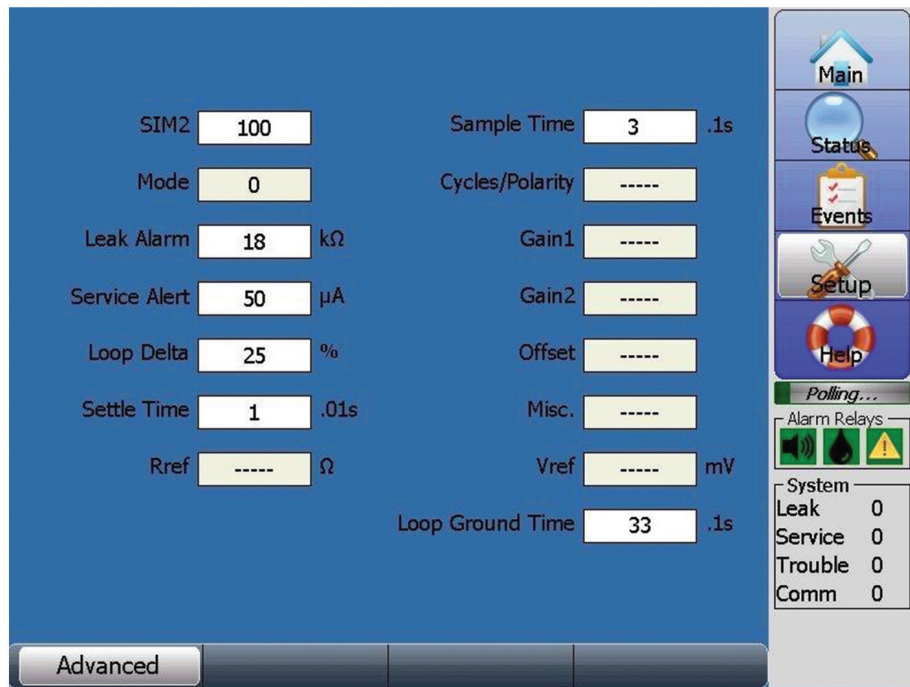 SIM2 100
Mode 0
Leak Alarm 18 kΩ
Service Alert 50 µA
Loop Delta 25 %
Settle Time 1 .01s
Rref ----- Ω
Sample Time 3 .1s
Cycles/Polarity -----
Gain1 -----
Gain2 -----
Offset -----
Misc. -----
Vref ----- mV
Loop Ground Time 33 .1s
Main
Status
Events
Setup
Help
Polling...
Alarm Relays
System
Leak 0
Service 0
Trouble 0
Comm 0
Advanced